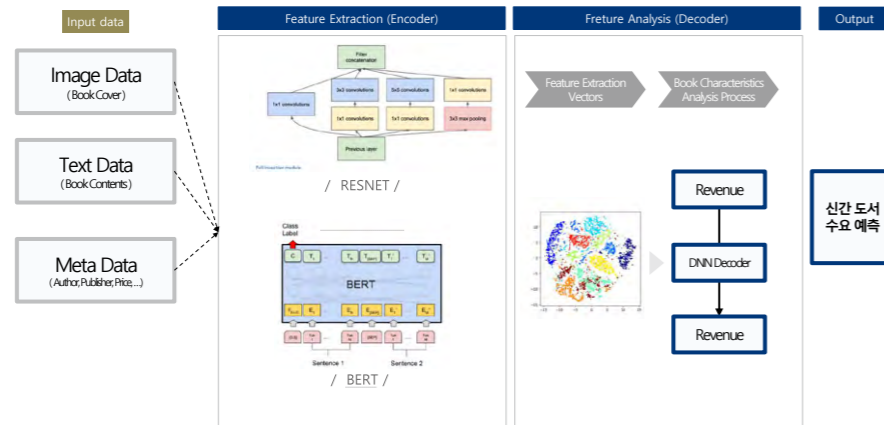 Input data
Feature Extraction (Encoder)
Freture Analysis (Decoder)
Output
Image Data
(Book Cover)
Text Data
(Book Contents)
Meta Data
(Author, Publisher, Price, ...)
Filter
concatenation
1x1 convolutions
3x3 convolutions
5x5 convolutions
1x1 convolutions
1x1 convolutions
1x1 convolutions
3x3 max pooling
Previous layer
/ RESNET /
Class
Label
C
T₁
...
BERT
Sentence 1
Sentence 2
/ BERT /
Feature Extraction
Vectors
Book Characteristics
Analysis Process
Revenue
DNN Decoder
Revenue
신간 도서
수요 예측